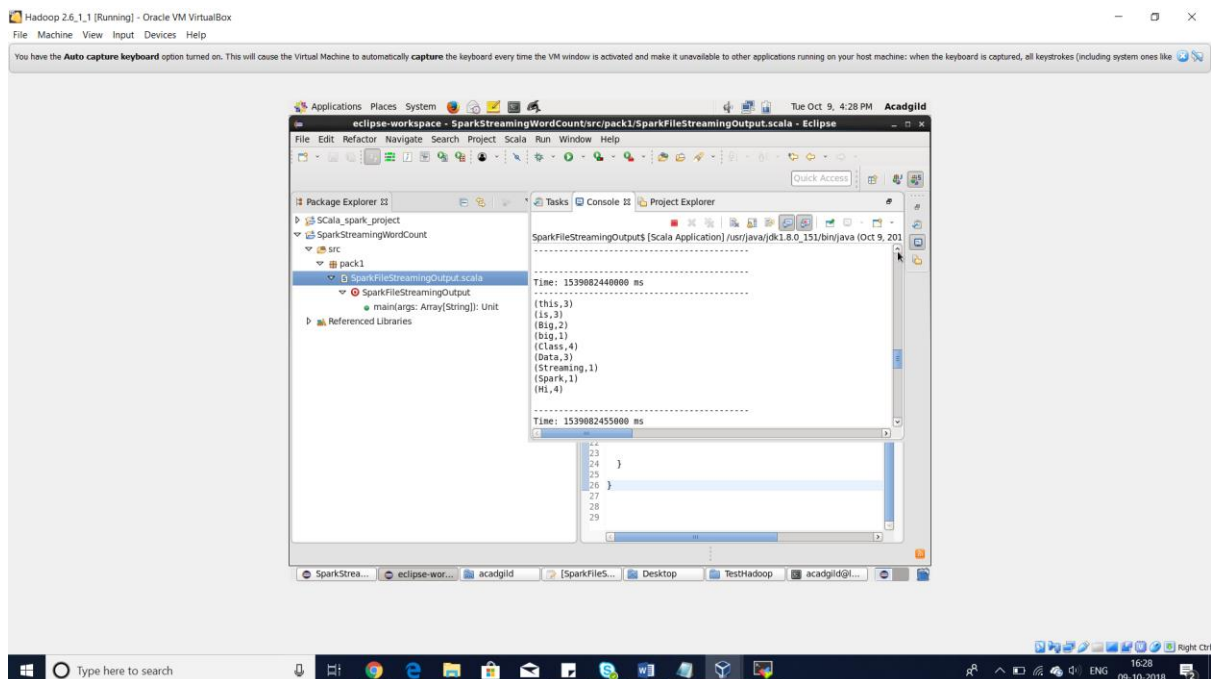 Hadoop 2.6_1_1 [Running] - Oracle VM VirtualBox
File Machine View Input Devices Help
You have the Auto capture keyboard option turned on. This will cause the Virtual Machine to automatically capture the keyboard every time the VM window is activated and make it unavailable to other applications running on your host machine: when the keyboard is captured, all keystrokes (including system ones like
Applications Places System Tue Oct 9, 4:28 PM Acadgild
eclipse-workspace - SparkStreamingWordCount/src/pack1/SparkFileStreamingOutput.scala - Eclipse
File Edit Refactor Navigate Search Project Scala Run Window Help
Quick Access
Package Explorer
SCala_spark_project
SparkStreamingWordCount
src
pack1
SparkFileStreamingOutput.scala
SparkFileStreamingOutput
main(args: Array[String]): Unit
Referenced Libraries
Tasks Console Project Explorer
SparkFileStreamingOutput$ [Scala Application] /usr/java/jdk1.8.0_151/bin/java (Oct 9, 201
-------------------------------------------
-------------------------------------------
Time: 1539082440000 ms
-------------------------------------------
(this,3)
(is,3)
(Big,2)
(big,1)
(Class,4)
(Data,3)
(Streaming,1)
(Spark,1)
(Hi,4)
-------------------------------------------
Time: 1539082455000 ms
22
23
24 }
25
26 }
27
28
29
SparkStrea... eclipse-wor... acadgild [SparkFileS... Desktop TestHadoop acadgild@l...
Right Ctrl
Type here to search
ENG
16:28
09-10-2018